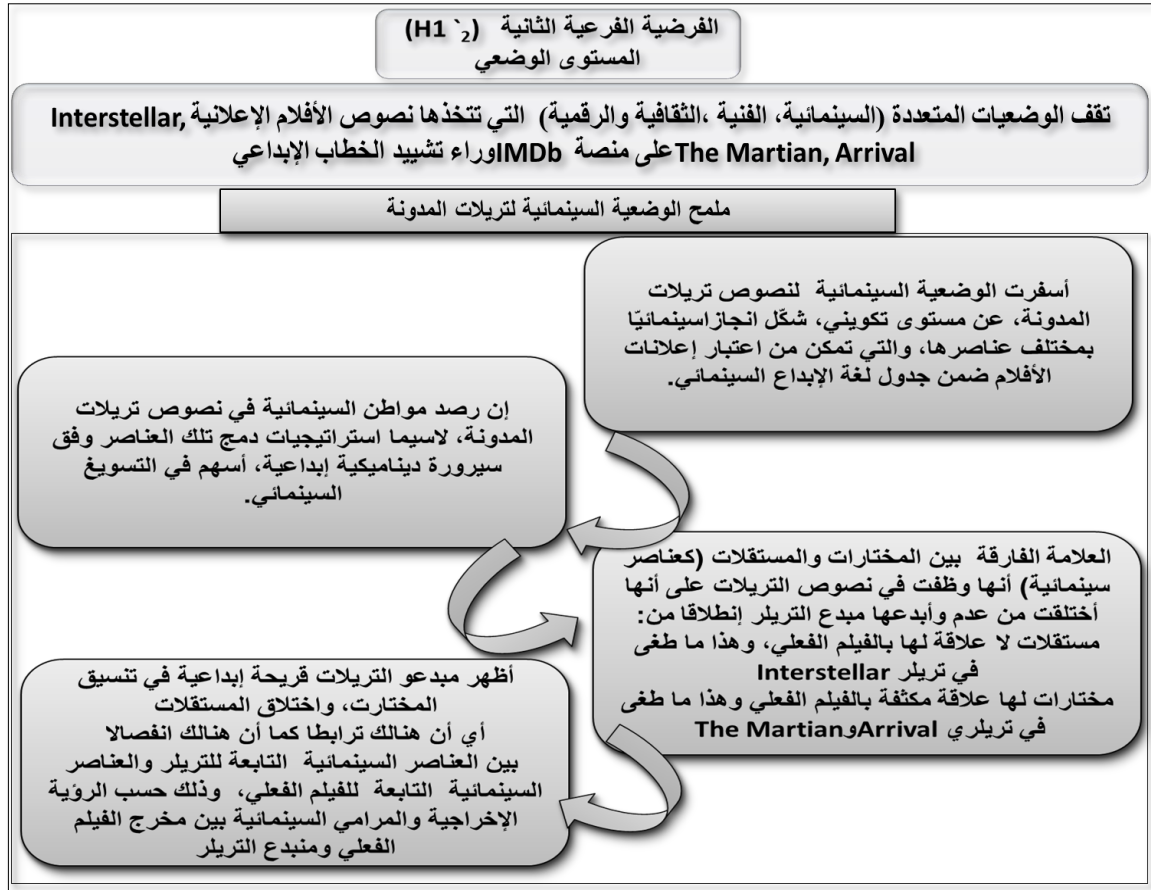 الفرضية الفرعية الثانية (H1 `₂)
المستوى الوضعي
تقف الوضعيات المتعددة (السينمائية، الفنية ،الثقافية والرقمية) التي تتخذها نصوص الأفلام الإعلانية Interstellar,
The Martian, Arrival على منصة IMDb وراء تشييد الخطاب الإبداعي
ملمح الوضعية السينمائية لتريلات المدونة
أسفرت الوضعية السينمائية لنصوص تريلات
المدونة، عن مستوى تكويني، شكّل انجازاسينمائيّا
بمختلف عناصرها، والتي تمكن من اعتبار إعلانات
الأفلام ضمن جدول لغة الإبداع السينمائي.
إن رصد مواطن السينمائية في نصوص تريلات
المدونة، لاسيما استراتيجيات دمج تلك العناصر وفق
سيرورة ديناميكية إبداعية، أسهم في التسويغ
السينمائي.
العلامة الفارقة بين المختارات والمستقلات (كعناصر
سينمائية) أنها وظفت في نصوص التريلات على أنها
أختلقت من عدم وأبدعها مبدع التريلر إنطلاقا من:
مستقلات لا علاقة لها بالفيلم الفعلي، وهذا ما طغى
في تريلر Interstellar
مختارات لها علاقة مكثفة بالفيلم الفعلي وهذا ما طغى
في تريلري Arrival وThe Martian
أظهر مبدعو التريلات قريحة إبداعية في تنسيق
المختارت، واختلاق المستقلات
أي أن هنالك ترابطا كما أن هنالك انفصالا
بين العناصر السينمائية التابعة للتريلر والعناصر
السينمائية التابعة للفيلم الفعلي، وذلك حسب الرؤية
الإخراجية والمرامي السينمائية بين مخرج الفيلم
الفعلي ومنبدع التريلر